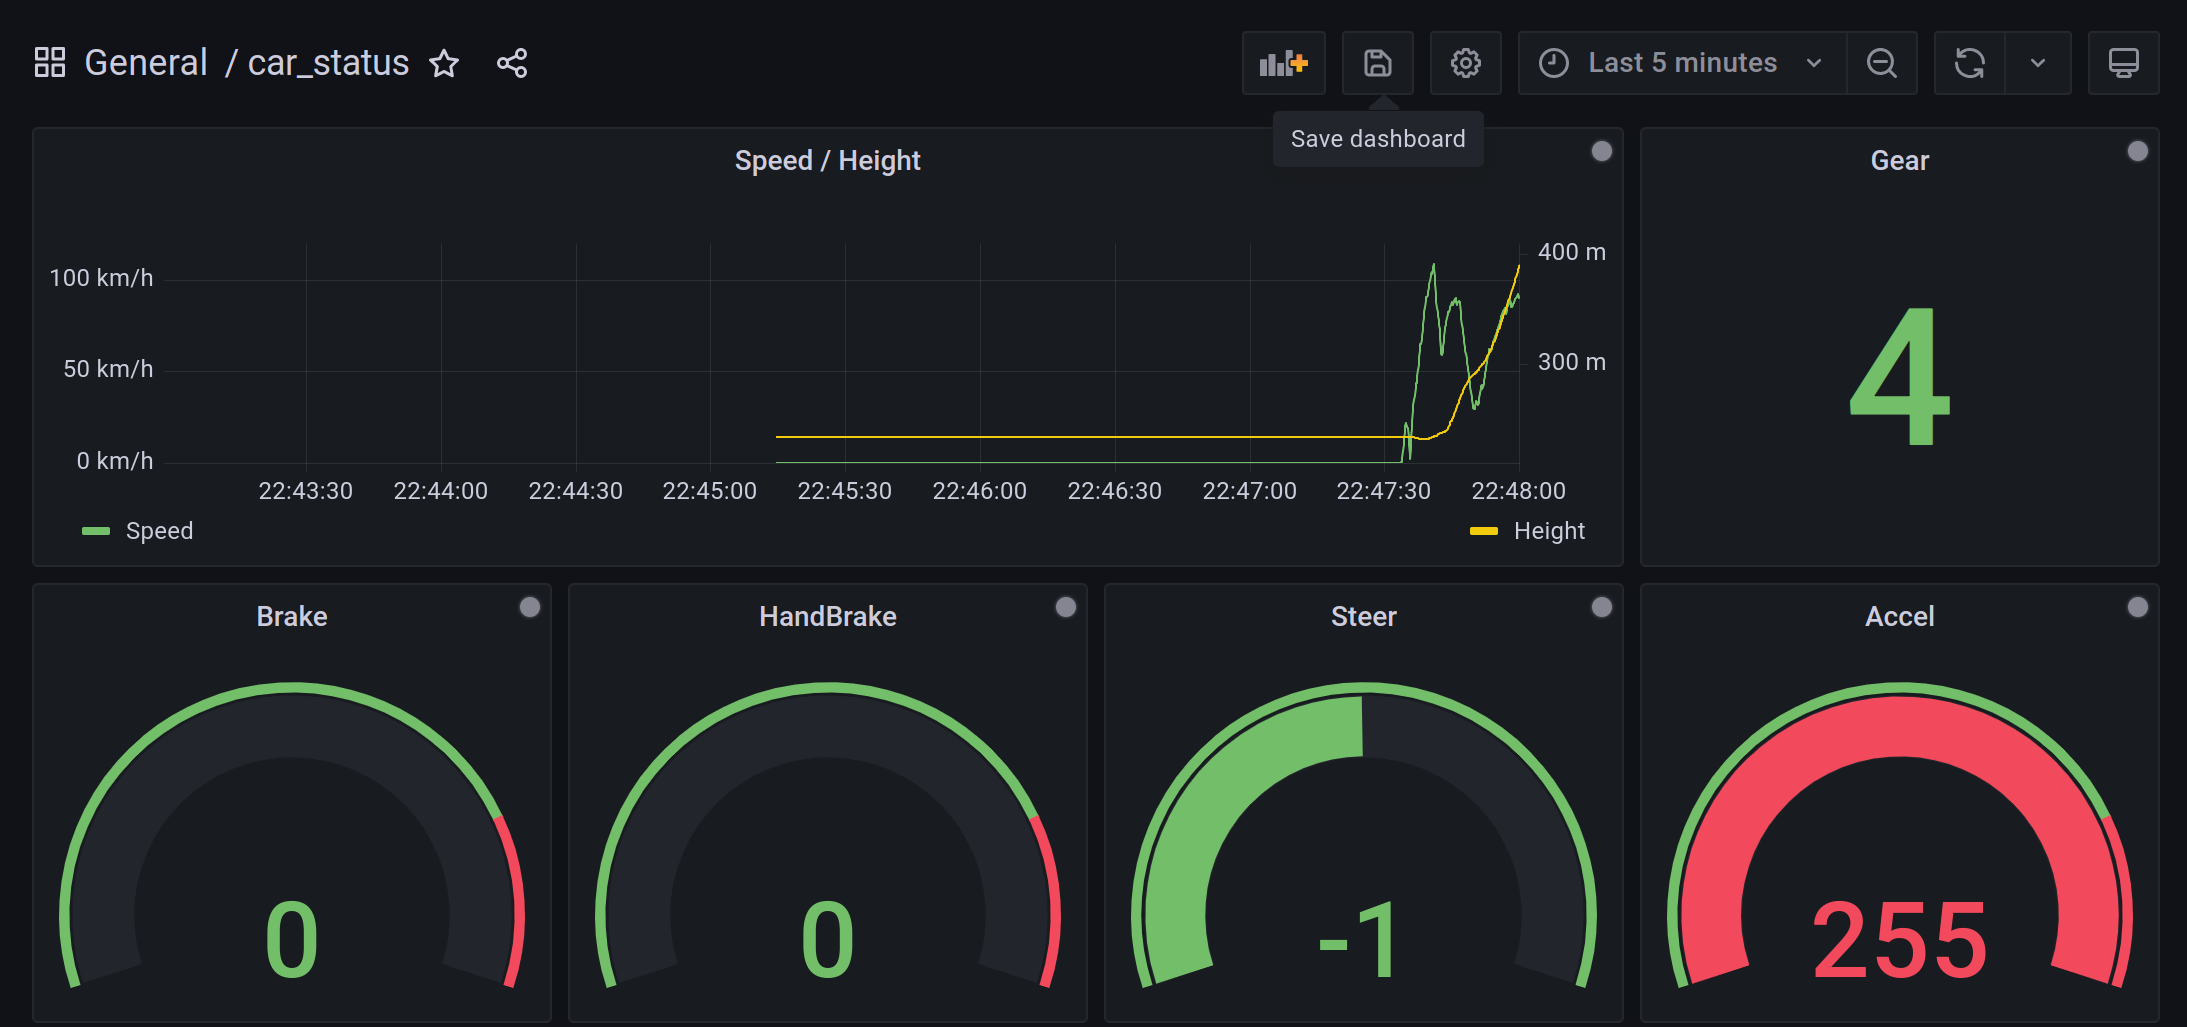 General / car_status
Last 5 minutes
Save dashboard
Speed / Height
Gear
100 km/h
50 km/h
0 km/h
400 m
300 m
22:43:30 22:44:00 22:44:30 22:45:00 22:45:30 22:46:00 22:46:30 22:47:00 22:47:30 22:48:00
Speed
Height
4
Brake
HandBrake
Steer
Accel
0
0
-1
255